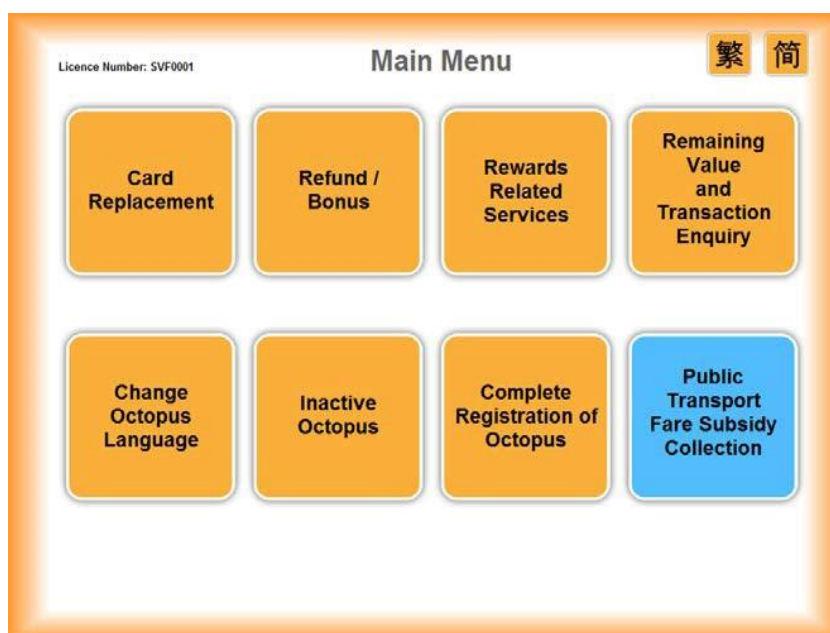 Licence Number: SVF0001
Main Menu
繁
简
Card
Replacement
Refund /
Bonus
Rewards
Related
Services
Remaining
Value
and
Transaction
Enquiry
Change
Octopus
Language
Inactive
Octopus
Complete
Registration of
Octopus
Public
Transport
Fare Subsidy
Collection